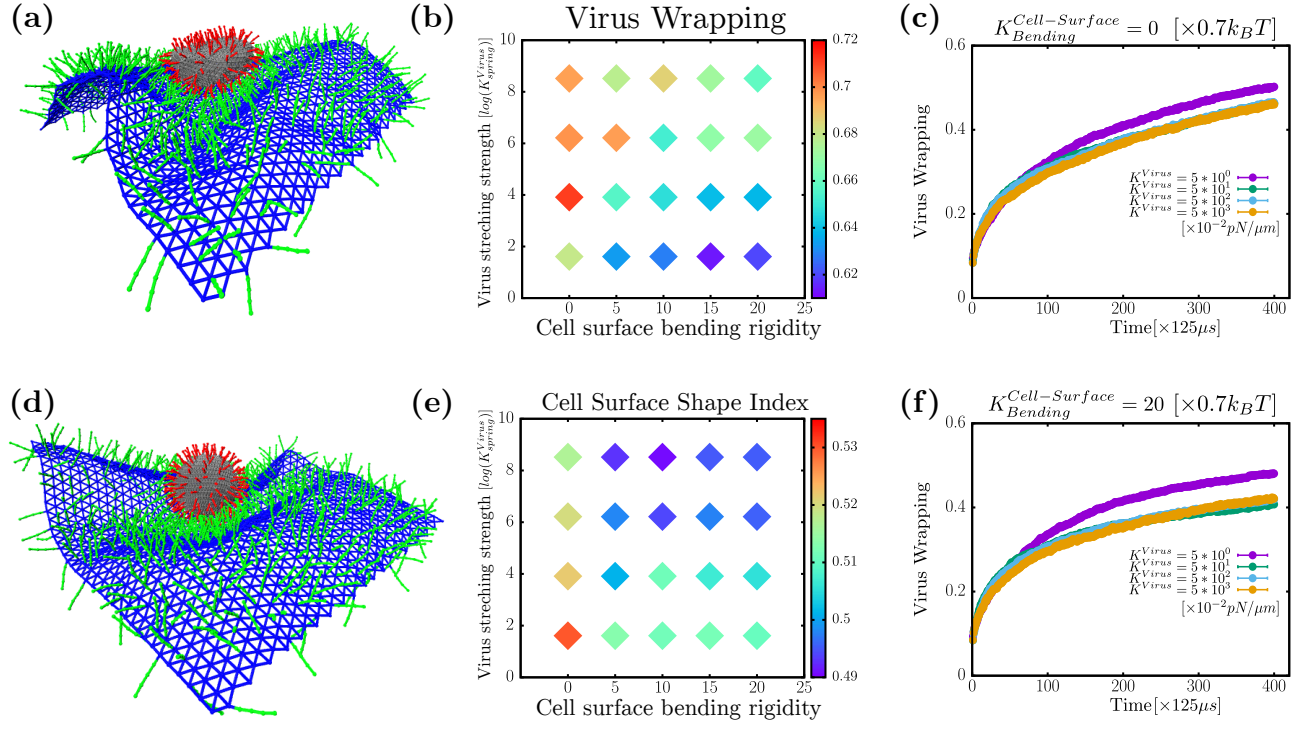 (a)
(b)
Virus Wrapping
Virus streching strength [log(K_{spring}^{Virus})]
10
8
6
4
2
0
0 5 10 15 20 25
Cell surface bending rigidity
0.72
0.7
0.68
0.66
0.64
0.62
(c)
K_{Bending}^{Cell-Surface} = 0 [×0.7k_BT]
Virus Wrapping
0.6
0.4
0.2
0
0 100 200 300 400
Time[×125μs]
K^{Virus} = 5 * 10^0
K^{Virus} = 5 * 10^1
K^{Virus} = 5 * 10^2
K^{Virus} = 5 * 10^3
[×10^{-2}pN/μm]
(d)
(e)
Cell Surface Shape Index
Virus streching strength [log(K_{spring}^{Virus})]
10
8
6
4
2
0
0 5 10 15 20 25
Cell surface bending rigidity
0.53
0.52
0.51
0.5
0.49
(f)
K_{Bending}^{Cell-Surface} = 20 [×0.7k_BT]
Virus Wrapping
0.6
0.4
0.2
0
0 100 200 300 400
Time[×125μs]
K^{Virus} = 5 * 10^0
K^{Virus} = 5 * 10^1
K^{Virus} = 5 * 10^2
K^{Virus} = 5 * 10^3
[×10^{-2}pN/μm]